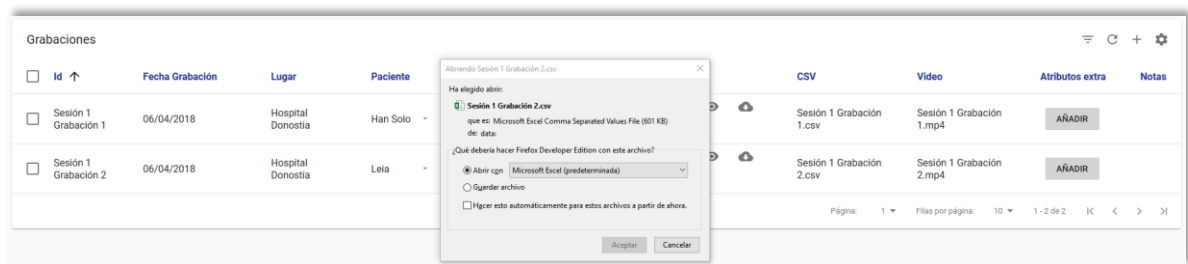 Grabaciones
Id Fecha Grabación Lugar Paciente CSV Video Atributos extra Notas
Sesión 1
Grabación 1
06/04/2018
Hospital
Donostia
Han Solo
Sesión 1 Grabación
1.csv
Sesión 1 Grabación
1.mp4
AÑADIR
Sesión 1
Grabación 2
06/04/2018
Hospital
Donostia
Leia
Sesión 1 Grabación
2.csv
Sesión 1 Grabación
2.mp4
AÑADIR
Página: 1 Filas por página: 10 1 - 2 de 2
Abriendo Sesión 1 Grabación 2.csv
Ha elegido abrir:
Sesión 1 Grabación 2.csv
que es: Microsoft Excel Comma Separated Values File (601 KB)
de: data:
¿Qué debería hacer Firefox Developer Edition con este archivo?
Abrir con Microsoft Excel (predeterminada)
Guardar archivo
Hacer esto automáticamente para estos archivos a partir de ahora.
Aceptar Cancelar